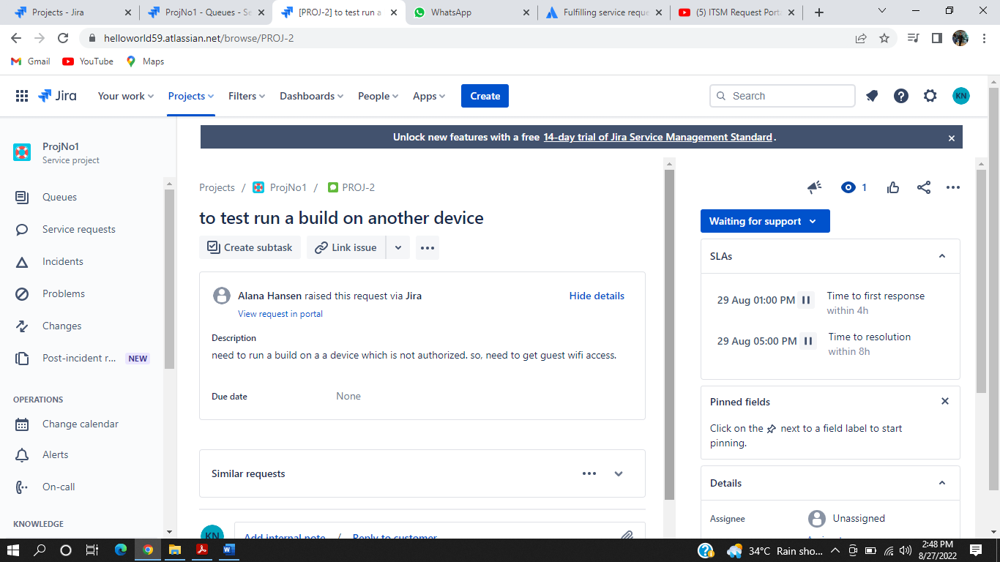 Projects - Jira
ProjNo1 - Queues - Se
[PROJ-2] to test run a
WhatsApp
Fulfilling service reque
(5) ITSM Request Port
helloworld59.atlassian.net/browse/PROJ-2
Gmail
YouTube
Maps
Jira
Your work
Projects
Filters
Dashboards
People
Apps
Create
Search
KN
ProjNo1
Service project
Queues
Service requests
Incidents
Problems
Changes
Post-incident r... NEW
OPERATIONS
Change calendar
Alerts
On-call
KNOWLEDGE
Unlock new features with a free 14-day trial of Jira Service Management Standard.
Projects / ProjNo1 / PROJ-2
1
to test run a build on another device
Create subtask
Link issue
Alana Hansen raised this request via Jira
Hide details
View request in portal
Description
need to run a build on a a device which is not authorized. so, need to get guest wifi access.
Due date
None
Similar requests
KN
Add internal note / Reply to customer
Waiting for support
SLAs
29 Aug 01:00 PM
Time to first response
within 4h
29 Aug 05:00 PM
Time to resolution
within 8h
Pinned fields
Click on the next to a field label to start
pinning.
Details
Assignee
Unassigned
34°C Rain sho...
2:48 PM
8/27/2022